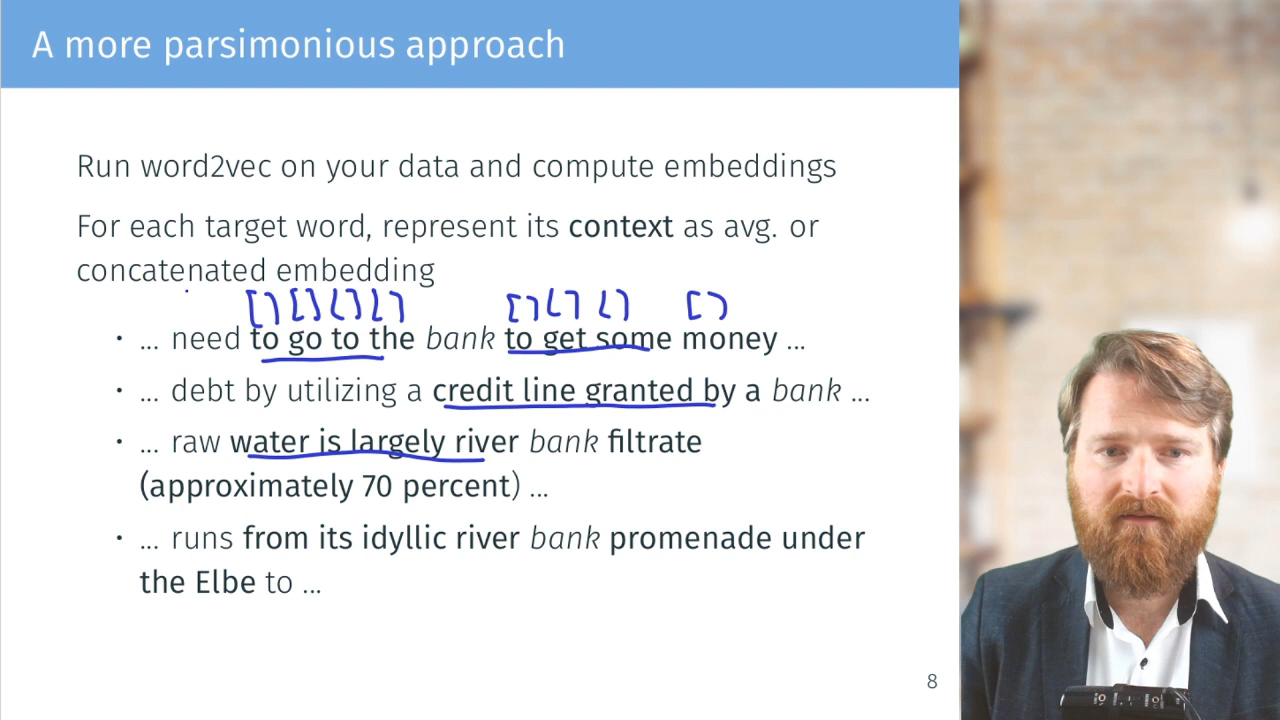 A more parsimonious approach
Run word2vec on your data and compute embeddings
For each target word, represent its context as avg. or
concatenated embedding
[] [] [] [] [] [] [] []
• ... need to go to the bank to get some money ...
• ... debt by utilizing a credit line granted by a bank ...
• ... raw water is largely river bank filtrate
(approximately 70 percent) ...
• ... runs from its idyllic river bank promenade under
the Elbe to ...
8